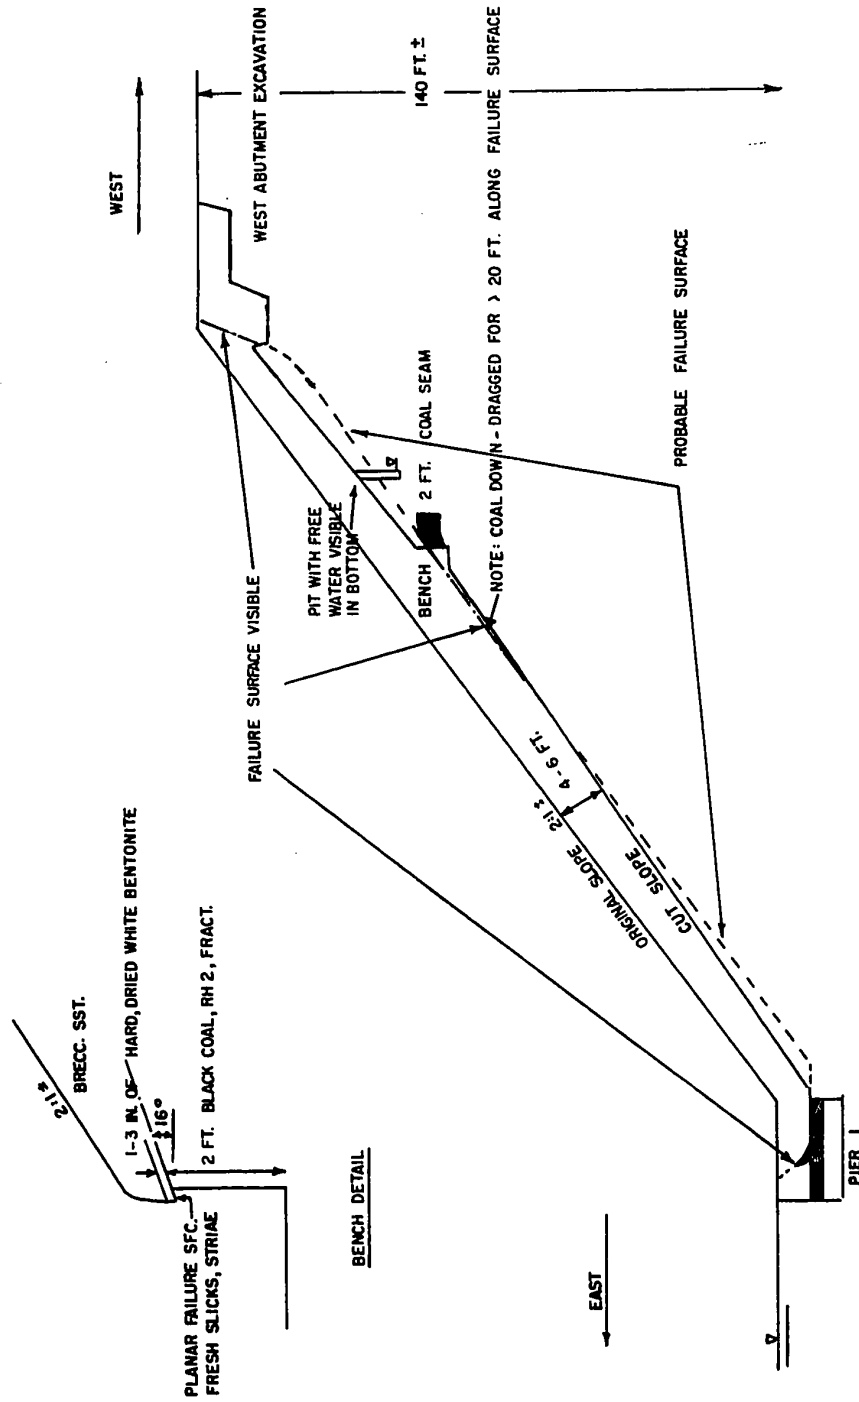 2:1±
BRECC. SST.
1-3 IN. OF HARD, DRIED WHITE BENTONITE
16°
2 FT. BLACK COAL, RH 2, FRACT.
PLANAR FAILURE SFC.
FRESH SLICKS, STRIAE
BENCH DETAIL
WEST
WEST ABUTMENT EXCAVATION
140 FT. ±
FAILURE SURFACE VISIBLE
PIT WITH FREE
WATER VISIBLE
IN BOTTOM
BENCH
2 FT. COAL SEAM
NOTE: COAL DOWN-DRAGGED FOR > 20 FT. ALONG FAILURE SURFACE
PROBABLE FAILURE SURFACE
ORIGINAL SLOPE 2:1±
4-6 FT.
CUT SLOPE
EAST
PIER 1